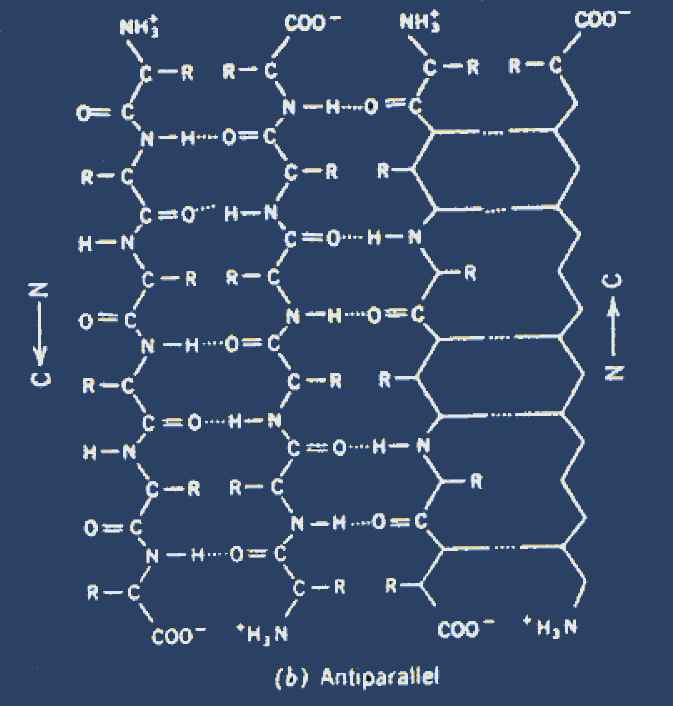 NH₃⁺ COO⁻ NH₃⁺ COO⁻
C–R R–C C–R R–C
O=C N–H····O=C
N–H····O=C
R–C C–R R
C=O····H–N
H–N C=O····H–N
C–R R–C R
N → C
C ← N
O=C N–H····O=C
N–H····O=C
R–C C–R R
C=O····H–N
H–N C=O····H–N
C–R R–C R
O=C N–H····O=C
N–H····O=C
R–C C–R R
COO⁻ ⁺H₃N COO⁻ ⁺H₃N
(b) Antiparallel